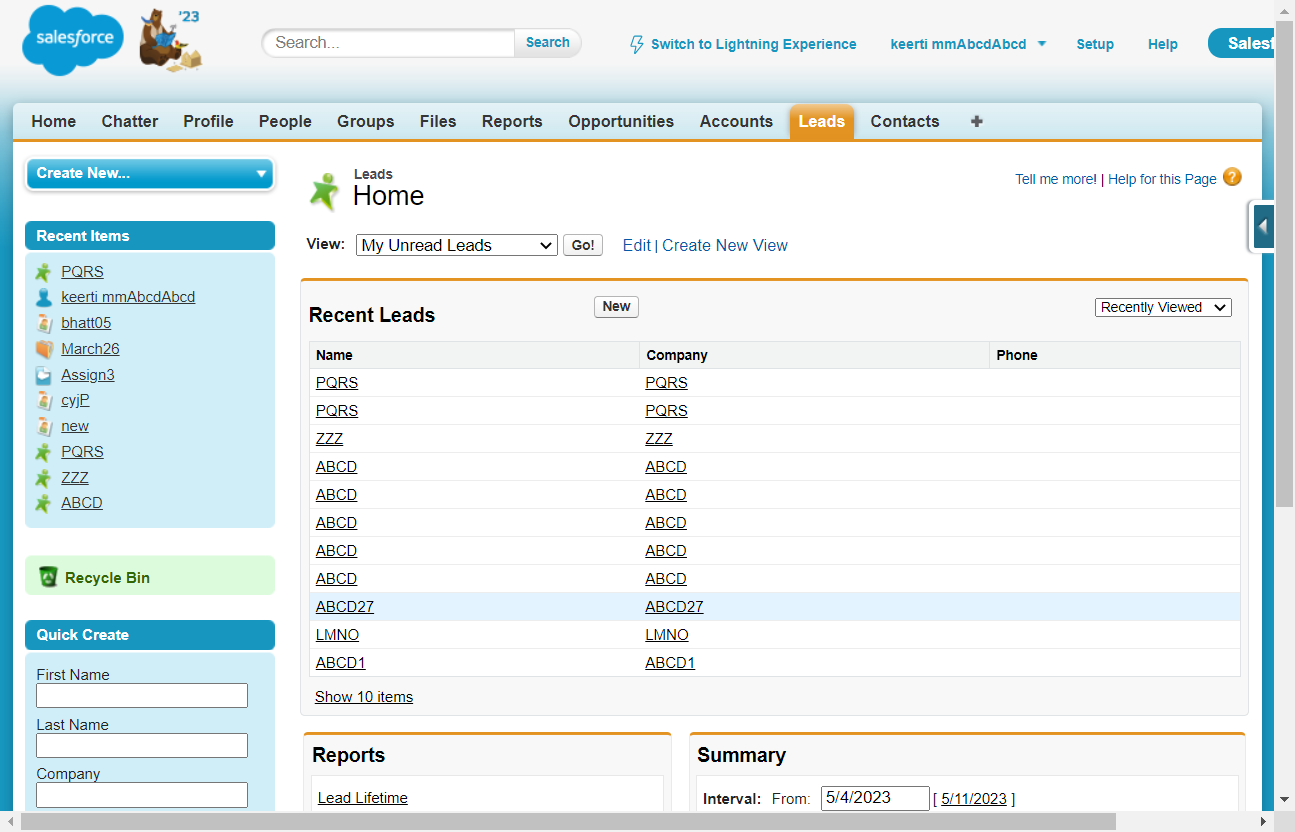 salesforce
'23
Search...
Search
Switch to Lightning Experience
keerti mmAbcdAbcd
Setup
Help
Salesf
Home Chatter Profile People Groups Files Reports Opportunities Accounts Leads Contacts +
Create New...
Recent Items
PQRS
keerti mmAbcdAbcd
bhatt05
March26
Assign3
cyjP
new
PQRS
ZZZ
ABCD
Recycle Bin
Quick Create
First Name
Last Name
Company
Leads
Home
Tell me more! | Help for this Page ?
View: My Unread Leads Go! Edit | Create New View
Recent Leads New Recently Viewed
Name Company Phone
PQRS PQRS
PQRS PQRS
ZZZ ZZZ
ABCD ABCD
ABCD ABCD
ABCD ABCD
ABCD ABCD
ABCD ABCD
ABCD27 ABCD27
LMNO LMNO
ABCD1 ABCD1
Show 10 items
Reports
Lead Lifetime
Summary
Interval: From: 5/4/2023 [ 5/11/2023 ]